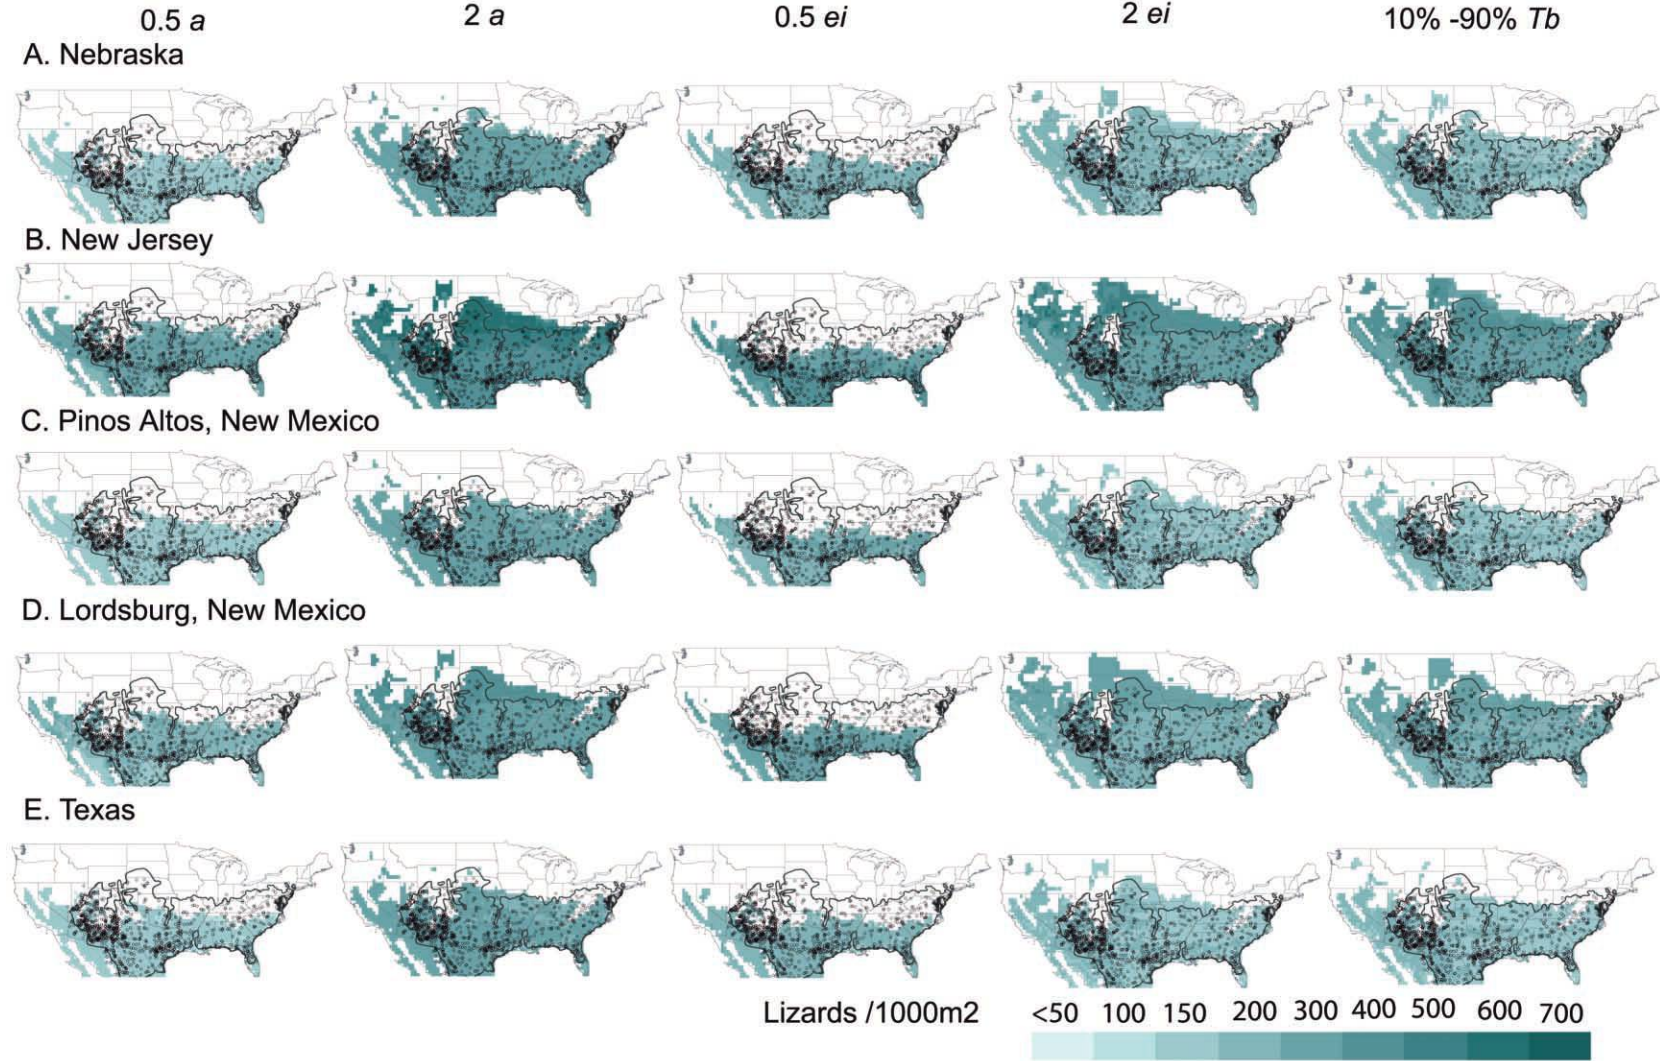 0.5 a 2 a 0.5 ei 2 ei 10% -90% Tb
A. Nebraska
B. New Jersey
C. Pinos Altos, New Mexico
D. Lordsburg, New Mexico
E. Texas
Lizards /1000m2 <50 100 150 200 300 400 500 600 700